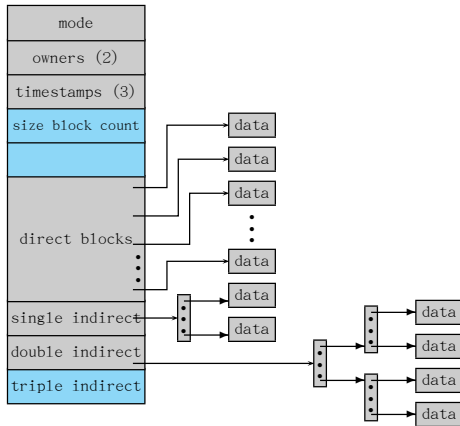 mode
owners (2)
timestamps (3)
size block count
data
data
direct blocks
data
data
single indirect
data
data
double indirect
data
data
triple indirect
data
data